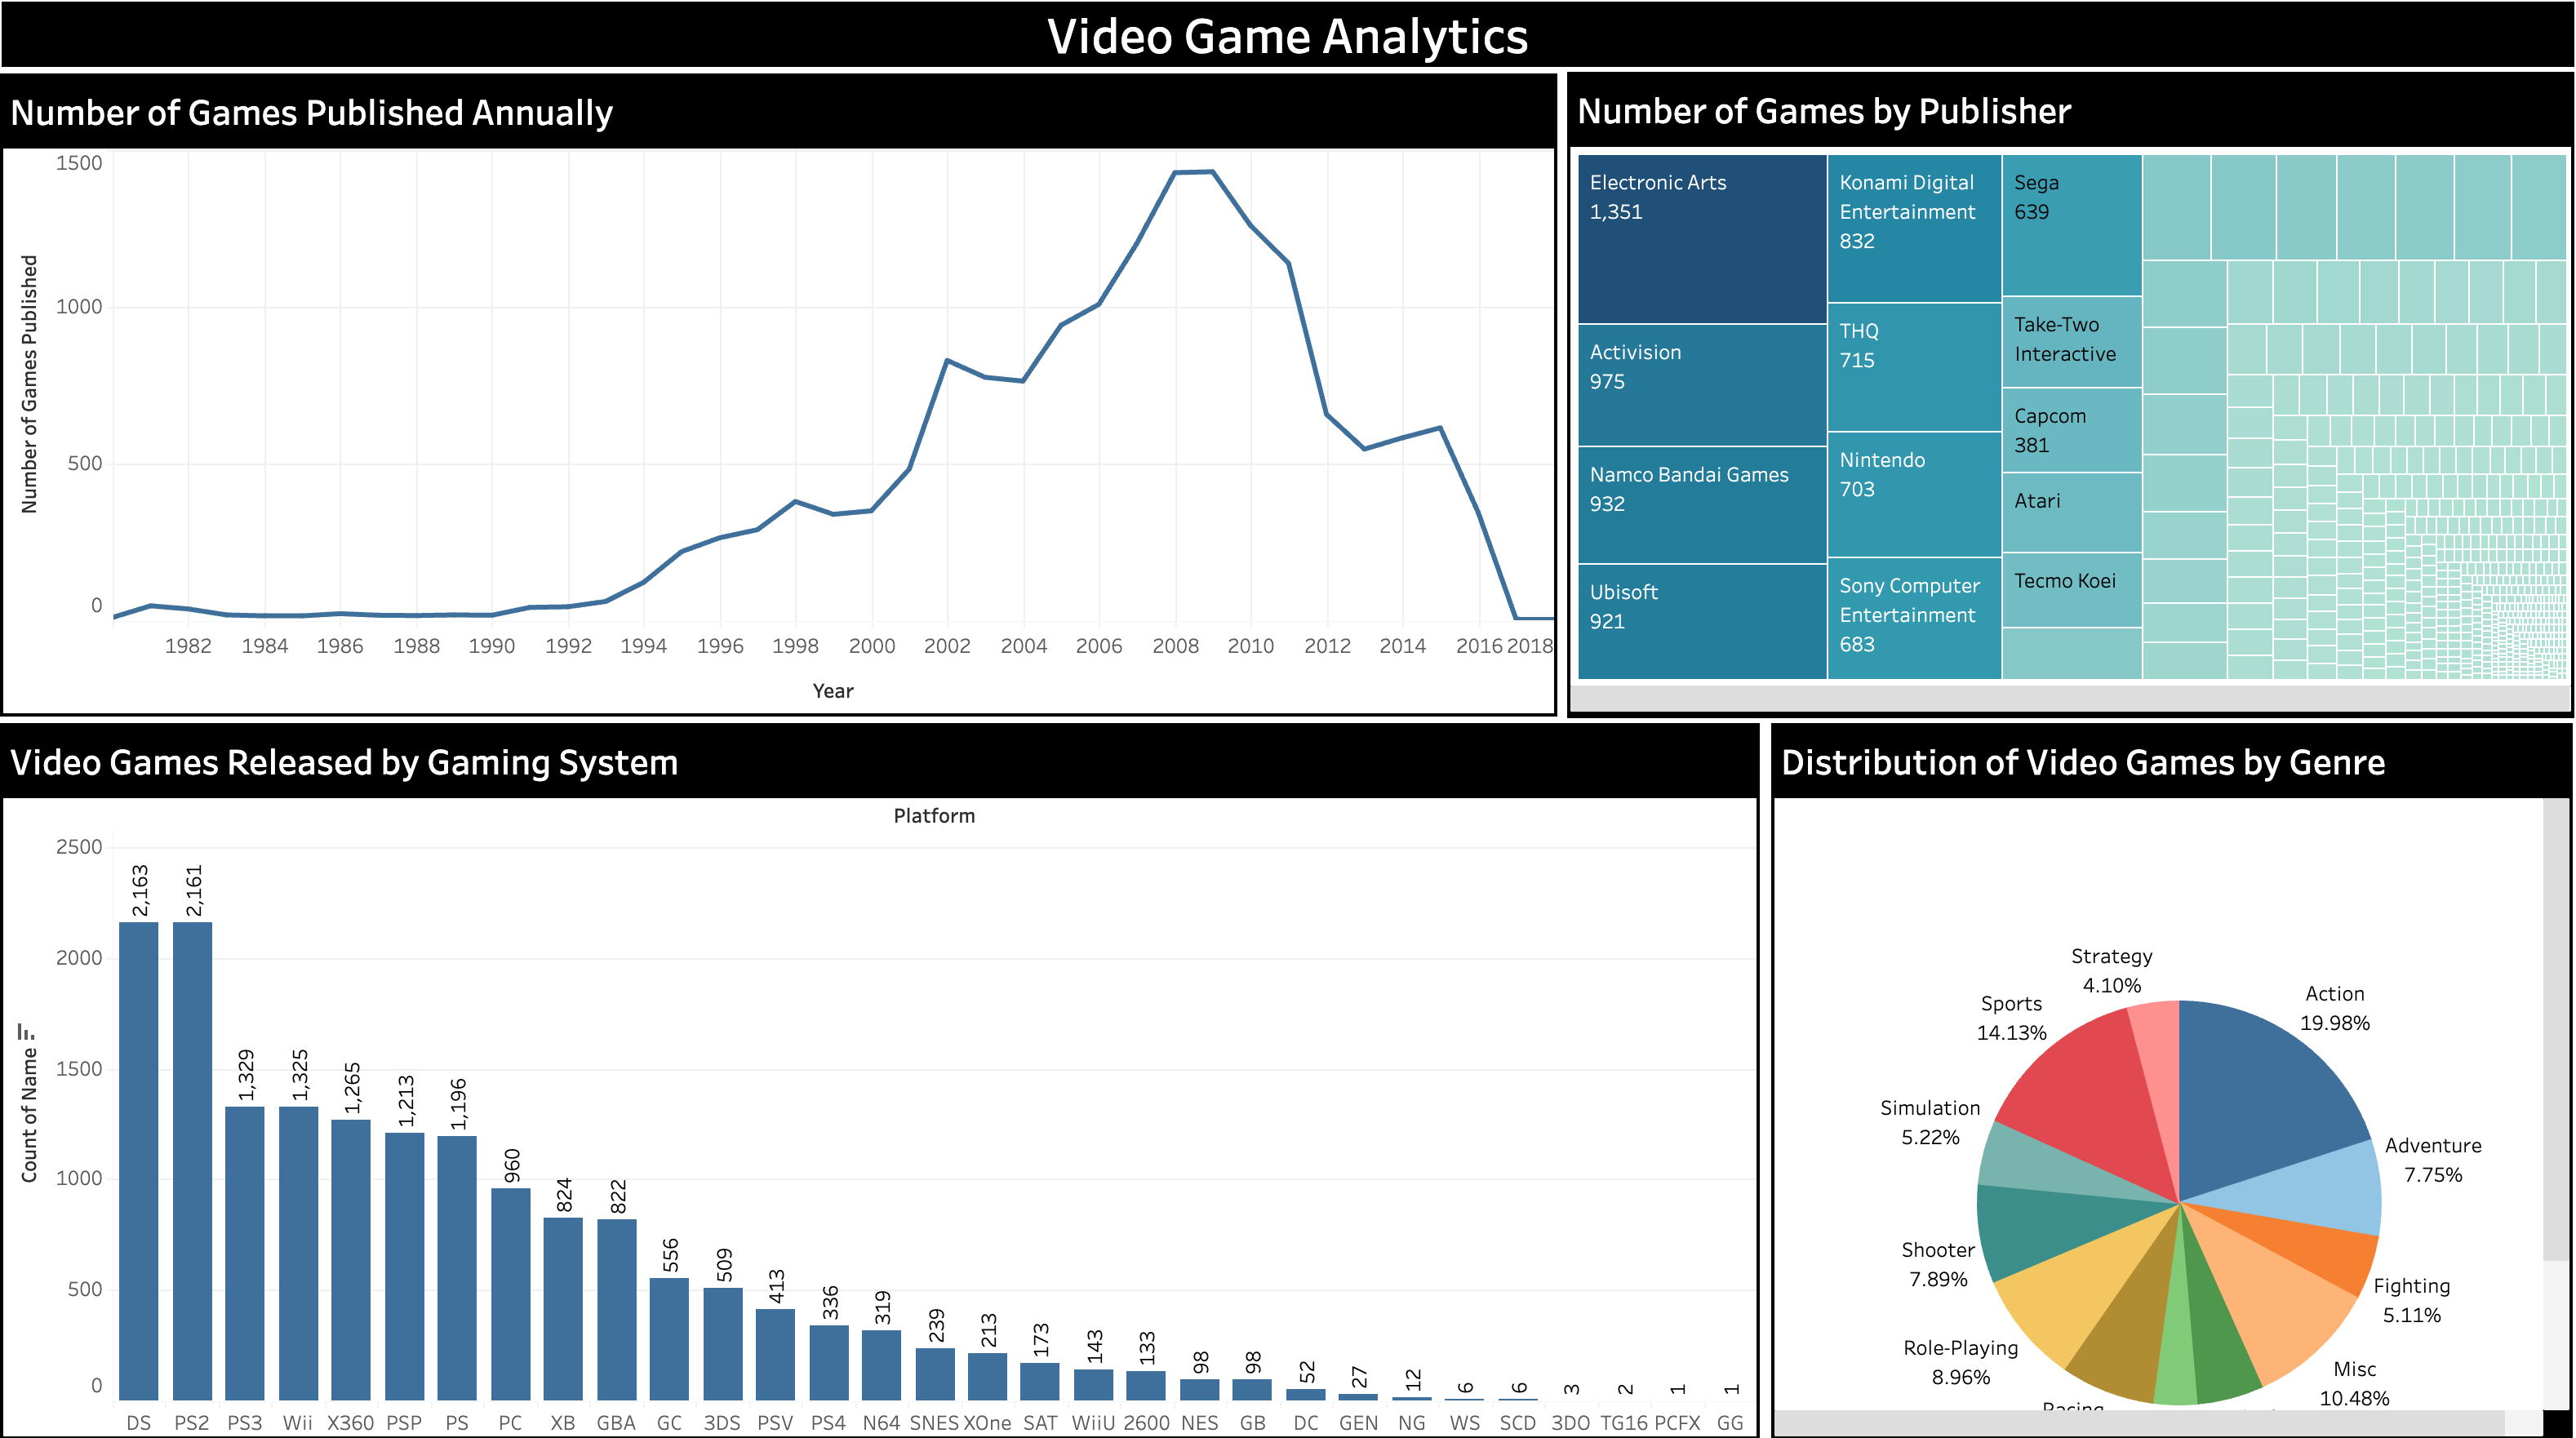 Video Game Analytics
Number of Games Published Annually
Number of Games Published
1500
1000
500
0
1982 1984 1986 1988 1990 1992 1994 1996 1998 2000 2002 2004 2006 2008 2010 2012 2014 2016 2018
Year
Number of Games by Publisher
Electronic Arts
1,351
Activision
975
Namco Bandai Games
932
Ubisoft
921
Konami Digital
Entertainment
832
THQ
715
Nintendo
703
Sony Computer
Entertainment
683
Sega
639
Take-Two
Interactive
Capcom
381
Atari
Tecmo Koei
Video Games Released by Gaming System
Platform
Count of Name
2500
2000
1500
1000
500
0
2,163 2,161 1,329 1,325 1,265 1,213 1,196 960 824 822 556 509 413 336 319 239 213 173 143 133 98 98 52 27 12 6 6 3 2 1 1
DS PS2 PS3 Wii X360 PSP PS PC XB GBA GC 3DS PSV PS4 N64 SNES XOne SAT WiiU 2600 NES GB DC GEN NG WS SCD 3DO TG16 PCFX GG
Distribution of Video Games by Genre
Strategy
4.10%
Action
19.98%
Sports
14.13%
Adventure
7.75%
Simulation
5.22%
Shooter
7.89%
Fighting
5.11%
Role-Playing
8.96%
Misc
10.48%
Racing